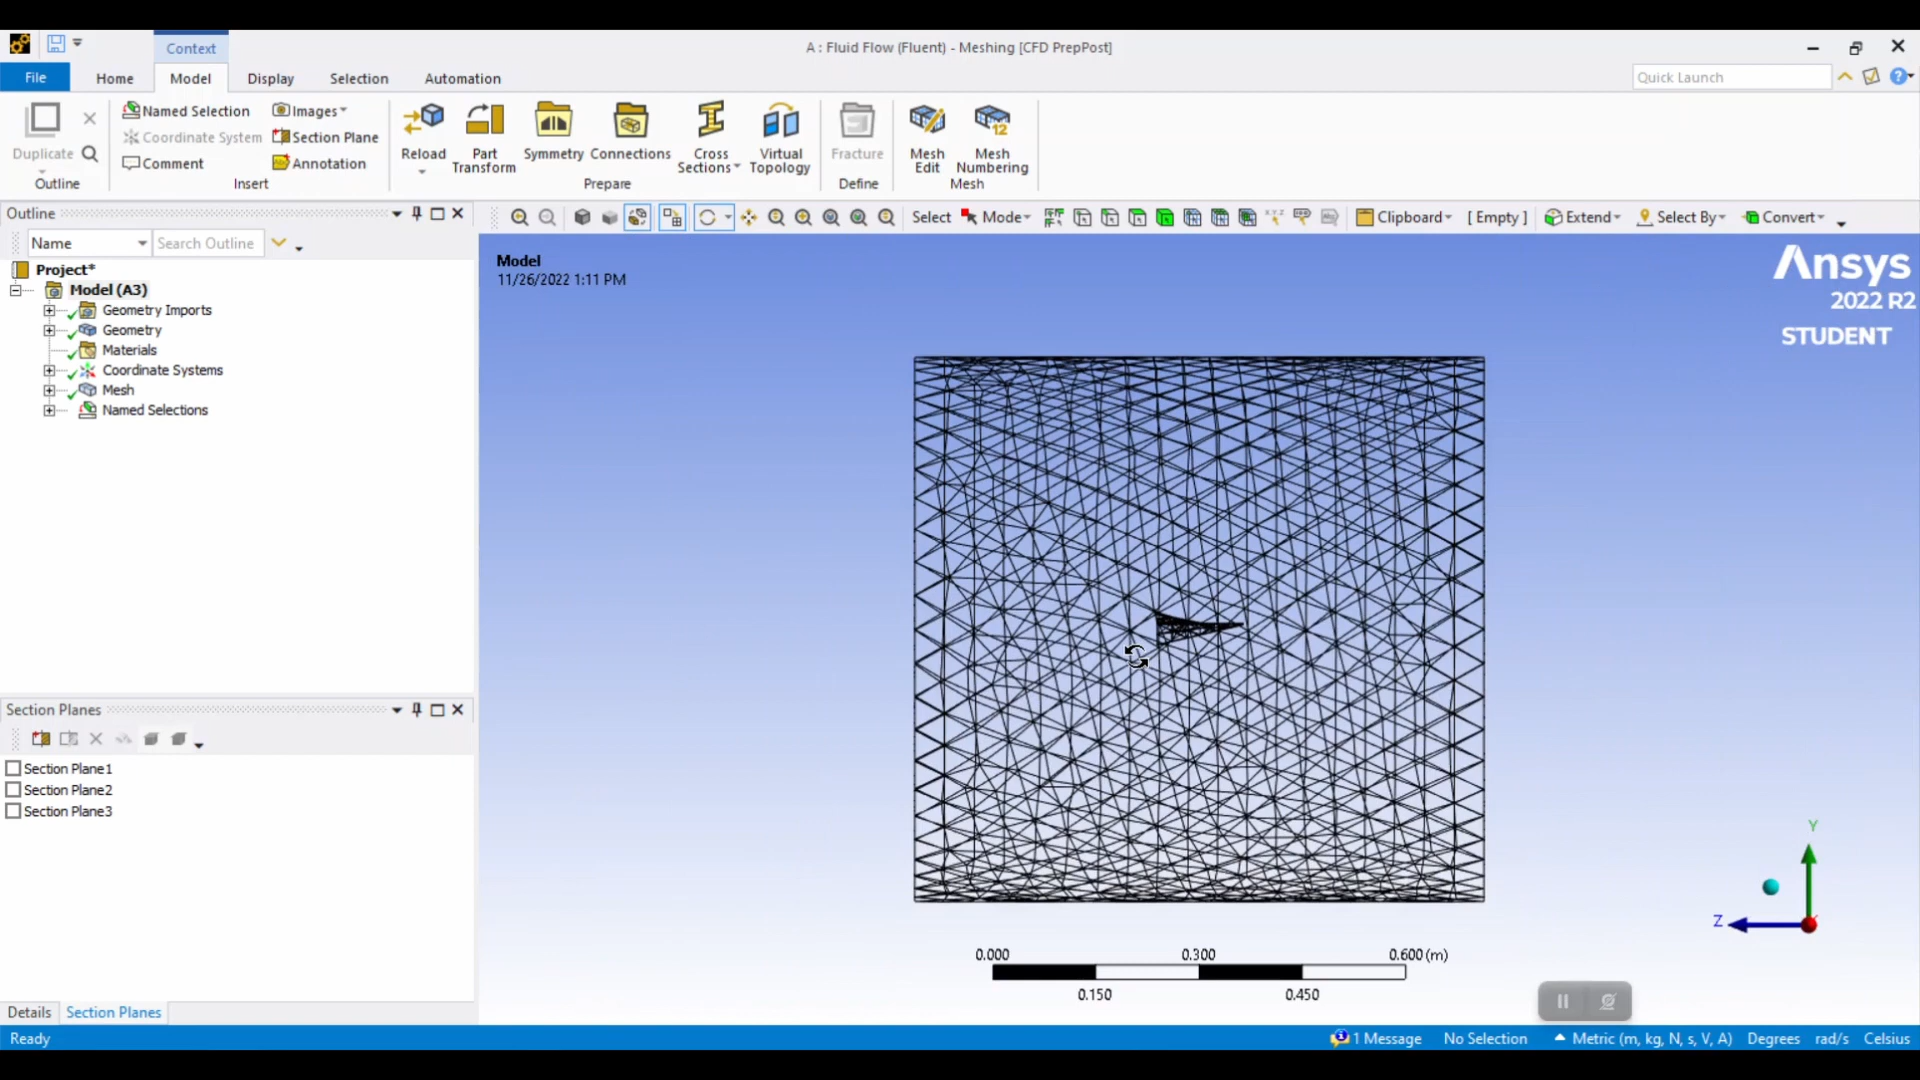 Context
A : Fluid Flow (Fluent) - Meshing [CFD PrepPost]
File
Home
Model
Display
Selection
Automation
Quick Launch
Duplicate
Outline
Named Selection
Coordinate System
Comment
Images
Section Plane
Annotation
Insert
Reload
Part Transform
Symmetry
Connections
Cross Sections
Virtual Topology
Prepare
Fracture
Define
Mesh Edit
Mesh Numbering
Mesh
Outline
Name
Search Outline
Project*
Model (A3)
Geometry Imports
Geometry
Materials
Coordinate Systems
Mesh
Named Selections
Select
Mode
Clipboard
[ Empty ]
Extend
Select By
Convert
Model
11/26/2022 1:11 PM
Ansys
2022 R2
STUDENT
Y
Z
0.000
0.300
0.600 (m)
0.150
0.450
Section Planes
Section Plane1
Section Plane2
Section Plane3
Details
Section Planes
Ready
1 Message
No Selection
Metric (m, kg, N, s, V, A)
Degrees
rad/s
Celsius